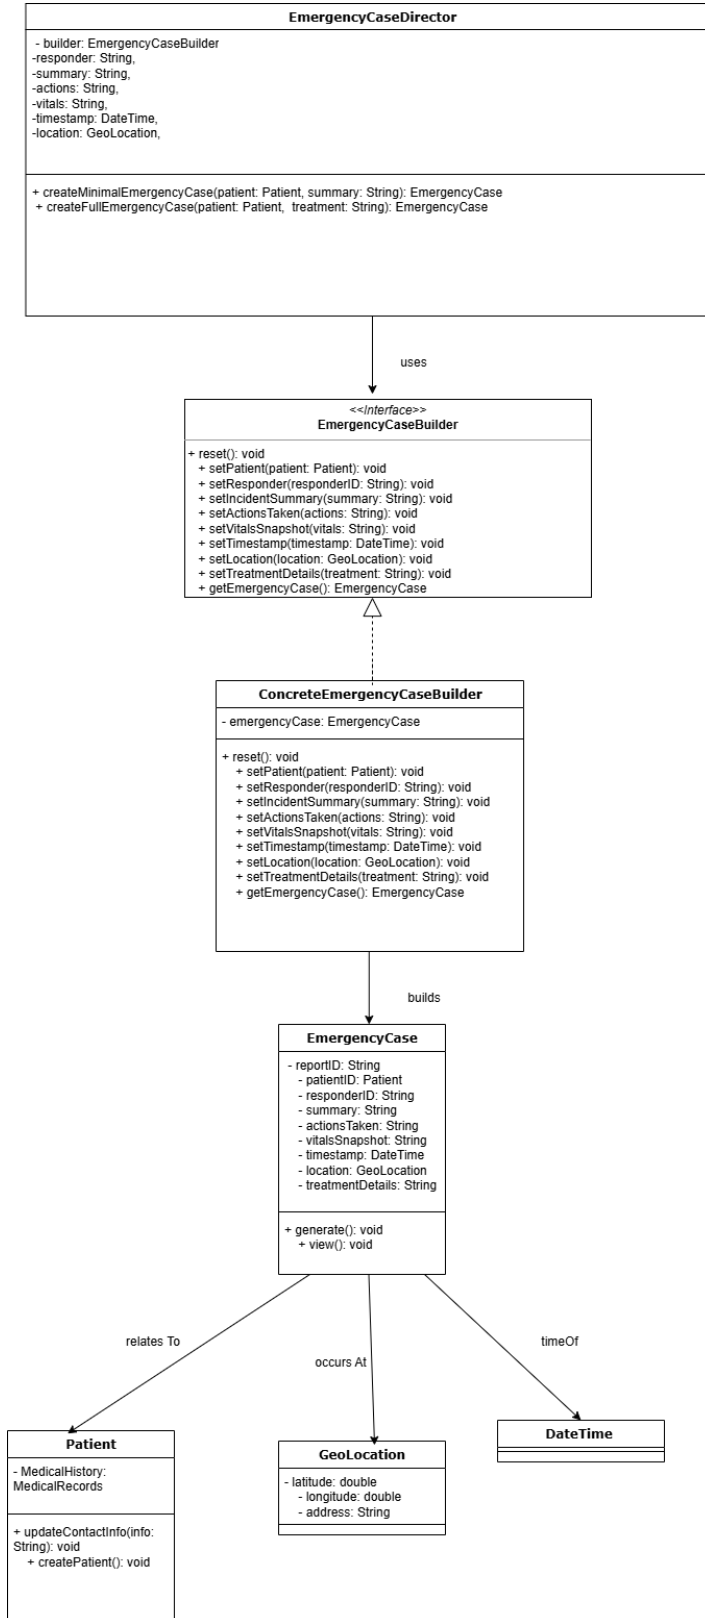 EmergencyCaseDirector
- builder: EmergencyCaseBuilder
-responder: String,
-summary: String,
-actions: String,
-vitals: String,
-timestamp: DateTime,
-location: GeoLocation,
+ createMinimalEmergencyCase(patient: Patient, summary: String): EmergencyCase
+ createFullEmergencyCase(patient: Patient,  treatment: String): EmergencyCase
uses
<<Interface>>
EmergencyCaseBuilder
+ reset(): void
+ setPatient(patient: Patient): void
+ setResponder(responderID: String): void
+ setIncidentSummary(summary: String): void
+ setActionsTaken(actions: String): void
+ setVitalsSnapshot(vitals: String): void
+ setTimestamp(timestamp: DateTime): void
+ setLocation(location: GeoLocation): void
+ setTreatmentDetails(treatment: String): void
+ getEmergencyCase(): EmergencyCase
ConcreteEmergencyCaseBuilder
- emergencyCase: EmergencyCase
+ reset(): void
+ setPatient(patient: Patient): void
+ setResponder(responderID: String): void
+ setIncidentSummary(summary: String): void
+ setActionsTaken(actions: String): void
+ setVitalsSnapshot(vitals: String): void
+ setTimestamp(timestamp: DateTime): void
+ setLocation(location: GeoLocation): void
+ setTreatmentDetails(treatment: String): void
+ getEmergencyCase(): EmergencyCase
builds
EmergencyCase
- reportID: String
- patientID: Patient
- responderID: String
- summary: String
- actionsTaken: String
- vitalsSnapshot: String
- timestamp: DateTime
- location: GeoLocation
- treatmentDetails: String
+ generate(): void
+ view(): void
relates To
occurs At
timeOf
Patient
- MedicalHistory:
MedicalRecords
+ updateContactInfo(info:
String): void
+ createPatient(): void
GeoLocation
- latitude: double
- longitude: double
- address: String
DateTime